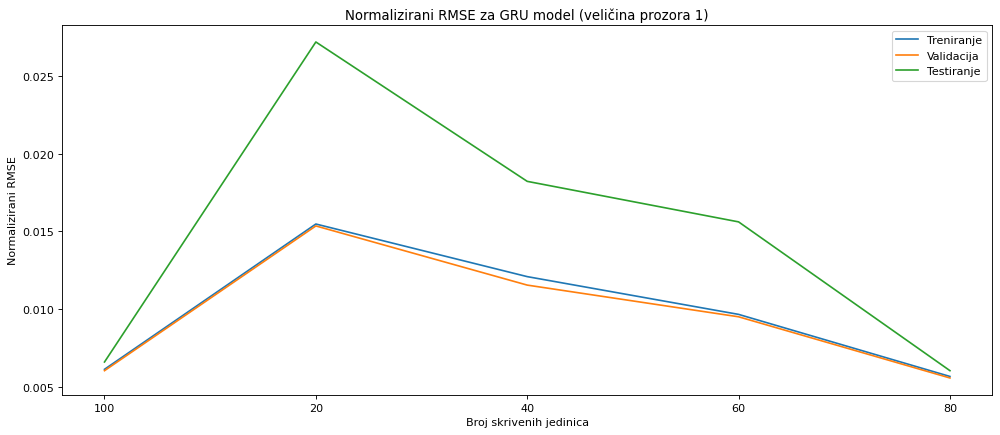 Normalizirani RMSE za GRU model (veličina prozora 1)
Treniranje
Validacija
Testiranje
Normalizirani RMSE
0.025
0.020
0.015
0.010
0.005
100 20 40 60 80
Broj skrivenih jedinica